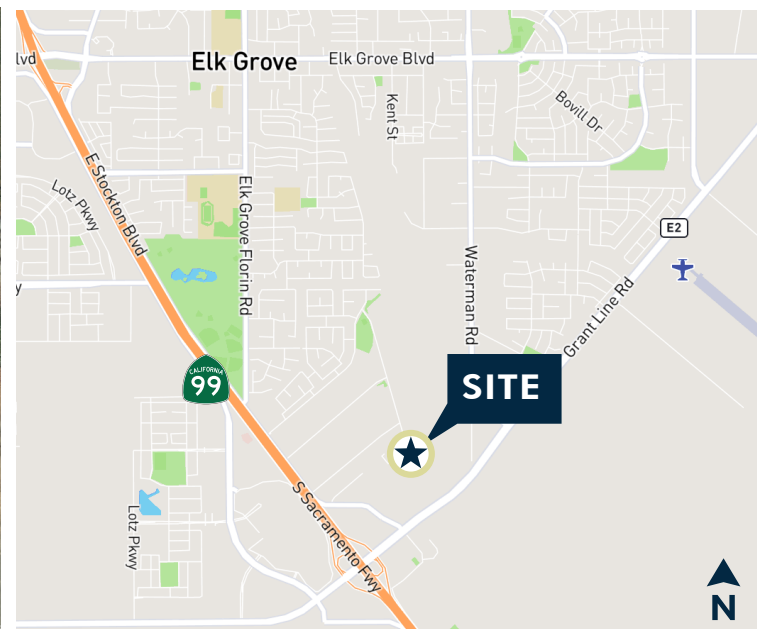 Elk Grove
Elk Grove Blvd
lvd
Kent St
Bovill Dr
E Stockton Blvd
Lotz Pkwy
Elk Grove Florin Rd
E2
Waterman Rd
y
Grant Line Rd
CALIFORNIA
99
SITE
S Sacramento Fwy
Lotz Pkwy
N